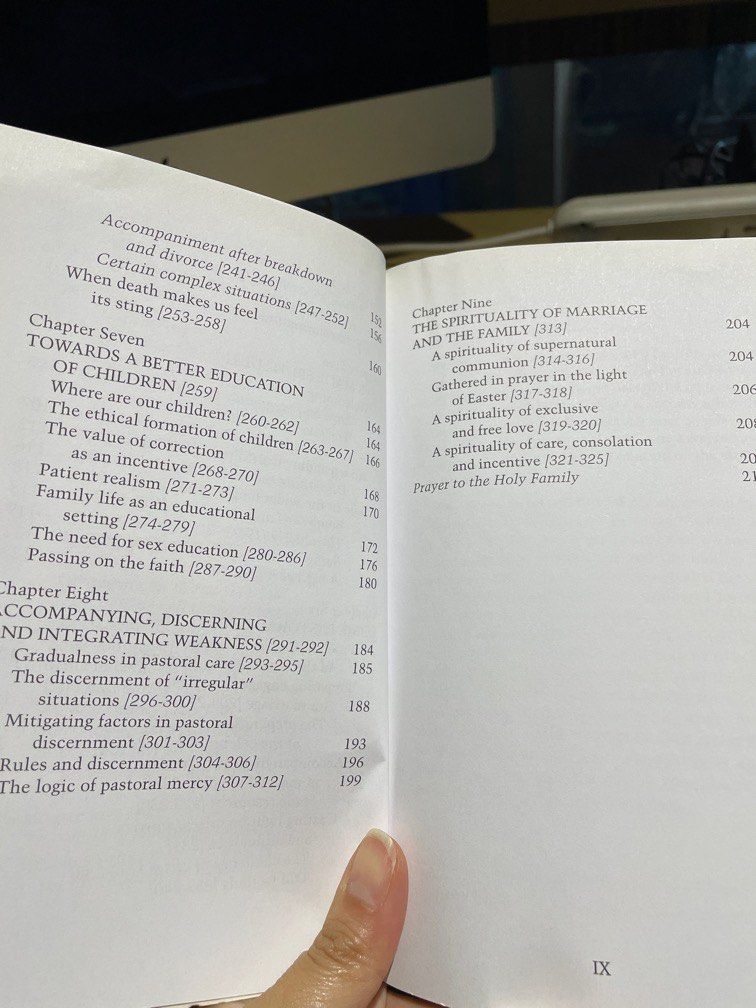 Accompaniment after breakdown
and divorce [241-246] 152
Certain complex situations [247-252] 156
When death makes us feel
its sting [253-258] 160
Chapter Seven
TOWARDS A BETTER EDUCATION
OF CHILDREN [259] 164
Where are our children? [260-262] 164
The ethical formation of children [263-267] 166
The value of correction
as an incentive [268-270] 168
Patient realism [271-273] 170
Family life as an educational
setting [274-279] 172
The need for sex education [280-286] 176
Passing on the faith [287-290] 180
Chapter Eight
ACCOMPANYING, DISCERNING
ND INTEGRATING WEAKNESS [291-292] 184
Gradualness in pastoral care [293-295] 185
The discernment of “irregular”
situations [296-300] 188
Mitigating factors in pastoral
discernment [301-303] 193
Rules and discernment [304-306] 196
The logic of pastoral mercy [307-312] 199
Chapter Nine
THE SPIRITUALITY OF MARRIAGE
AND THE FAMILY [313] 204
A spirituality of supernatural
communion [314-316] 204
Gathered in prayer in the light
of Easter [317-318] 206
A spirituality of exclusive
and free love [319-320] 208
A spirituality of care, consolation
and incentive [321-325]
Prayer to the Holy Family
IX